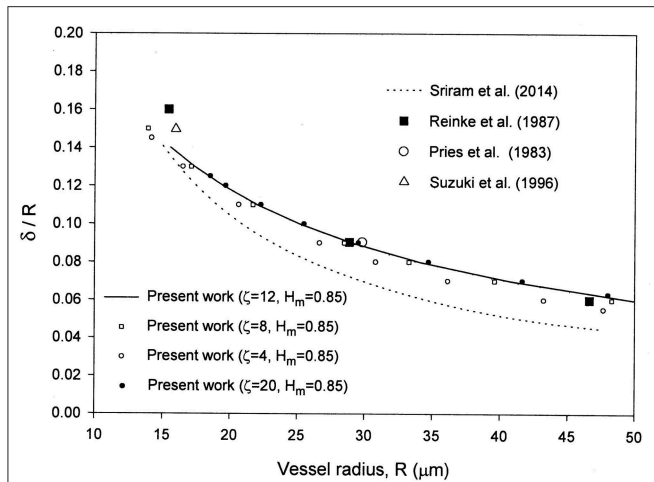 0.20
0.18
0.16
0.14
0.12
0.10
0.08
0.06
0.04
0.02
0.00
δ / R
Sriram et al. (2014)
Reinke et al. (1987)
Pries et al. (1983)
Suzuki et al. (1996)
Present work (ζ=12, Hm=0.85)
Present work (ζ=8, Hm=0.85)
Present work (ζ=4, Hm=0.85)
Present work (ζ=20, Hm=0.85)
10 15 20 25 30 35 40 45 50
Vessel radius, R (μm)